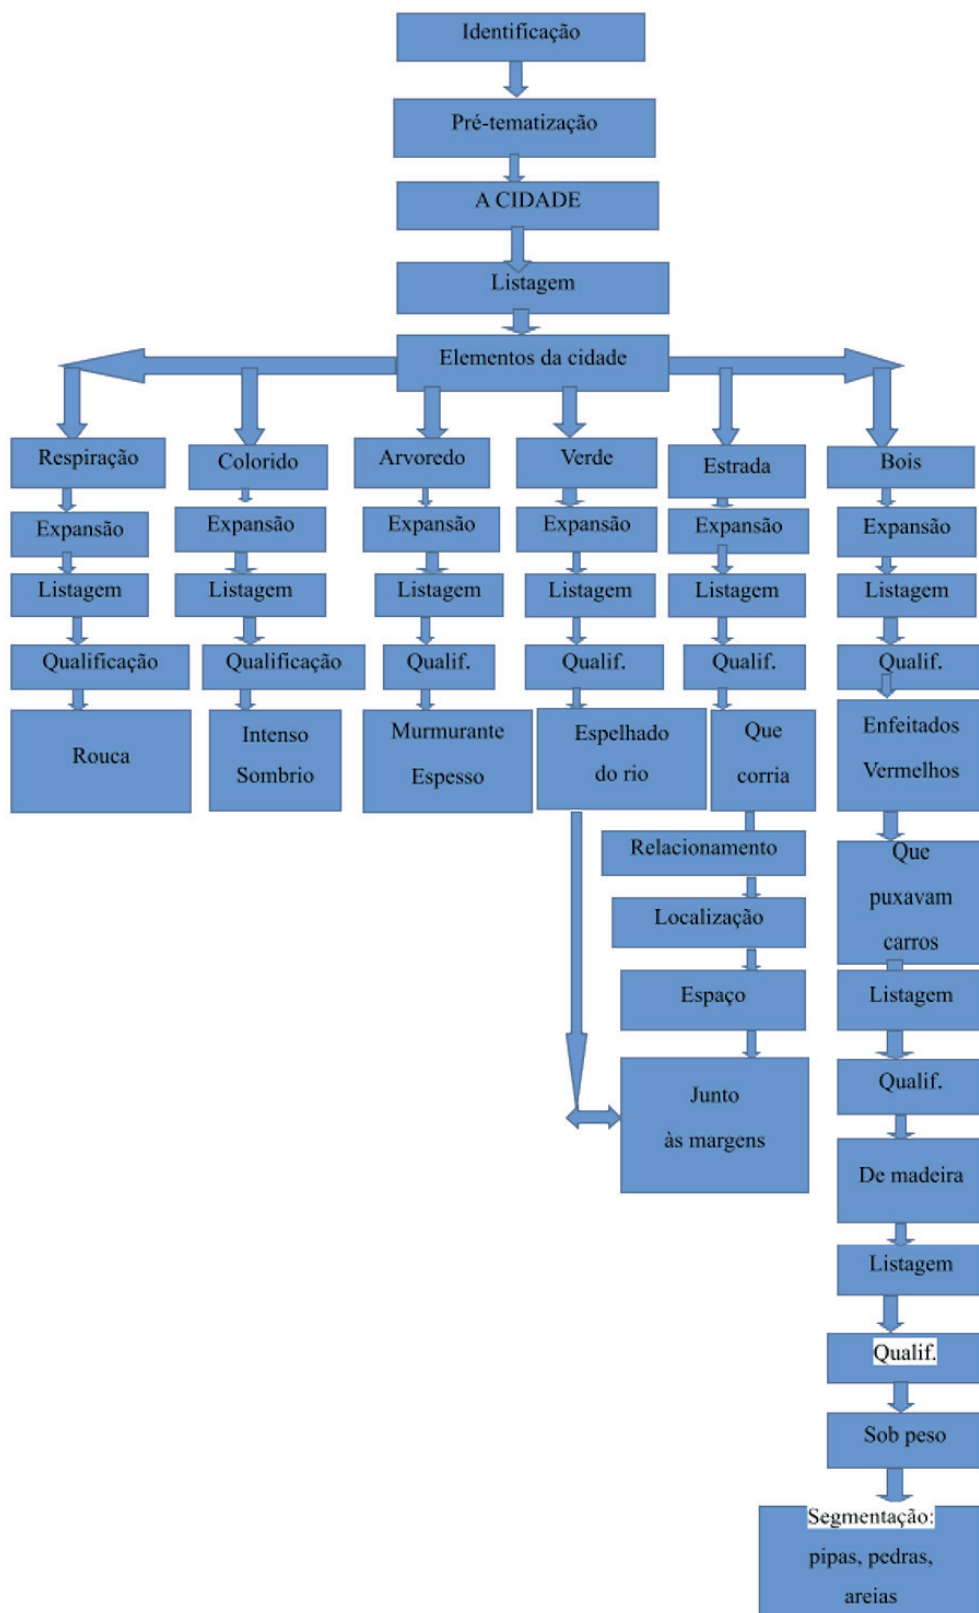 Identificação
Pré-tematização
A CIDADE
Listagem
Elementos da cidade
Respiração
Colorido
Arvoredo
Verde
Estrada
Bois
Expansão
Expansão
Expansão
Expansão
Expansão
Expansão
Listagem
Listagem
Listagem
Listagem
Listagem
Listagem
Qualificação
Qualificação
Qualif.
Qualif.
Qualif.
Qualif.
Rouca
Intenso
Sombrio
Murmurante
Espesso
Espelhado
do rio
Que
corria
Enfeitados
Vermelhos
Relacionamento
Localização
Espaço
Junto
às margens
Que
puxavam
carros
Listagem
Qualif.
De madeira
Listagem
Qualif.
Sob peso
Segmentação:
pipas, pedras,
areias